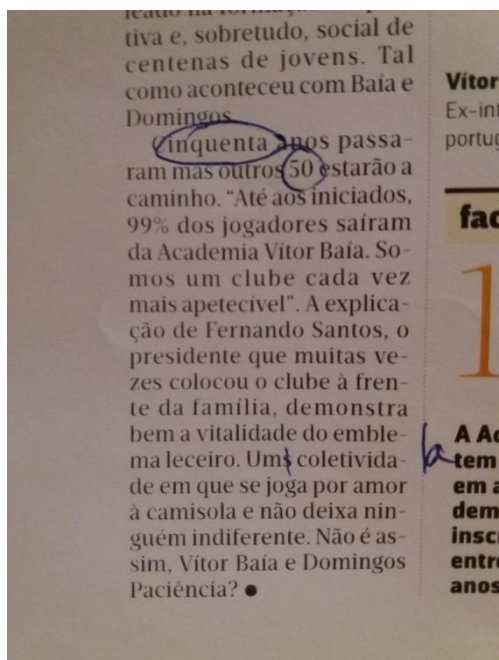 tiva e, sobretudo, social de
centenas de jovens. Tal
como aconteceu com Baía e
Domingos.
Cinquenta anos passa-
ram mas outros 50 estarão a
caminho. “Até aos iniciados,
99% dos jogadores saíram
da Academia Vítor Baía. So-
mos um clube cada vez
mais apetecível”. A explica-
ção de Fernando Santos, o
presidente que muitas ve-
zes colocou o clube à fren-
te da família, demonstra
bem a vitalidade do emble-
ma leceiro. Ums coletivida-
de em que se joga por amor
à camisola e não deixa nin-
guém indiferente. Não é as-
sim, Vítor Baía e Domingos
Paciência? ●
a
Vítor
Ex-int
portug
fac
1
A Ac
tem
em a
dem
inscr
entre
anos